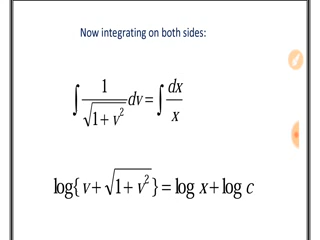 Now integrating on both sides:
∫ 1/√(1+v²) dv = ∫ dx/x
log{v+√(1+v²)}=log x+log c